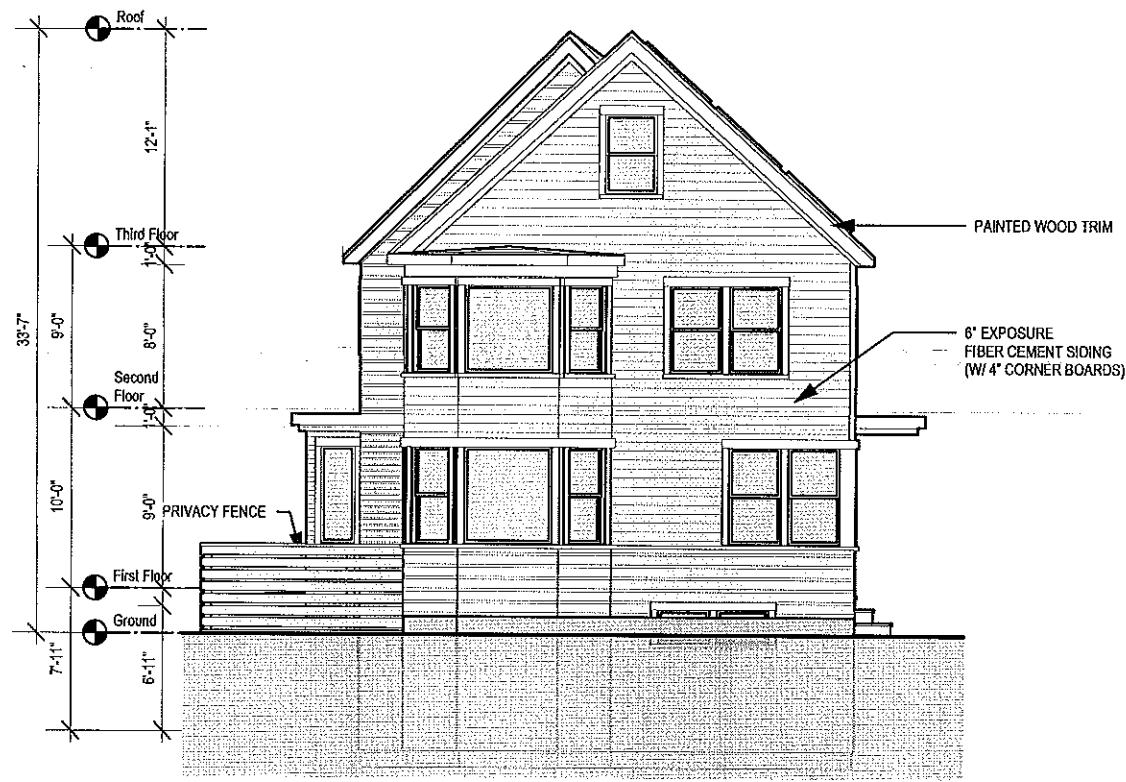 Roof
12'-1"
Third Floor
1'-0"
PAINTED WOOD TRIM
33'-7"
9'-0"
8'-0"
6" EXPOSURE
FIBER CEMENT SIDING
(W/ 4" CORNER BOARDS)
Second
Floor
1'-0"
10'-0"
9'-0"
PRIVACY FENCE
First Floor
Ground
7'-11"
6'-11"